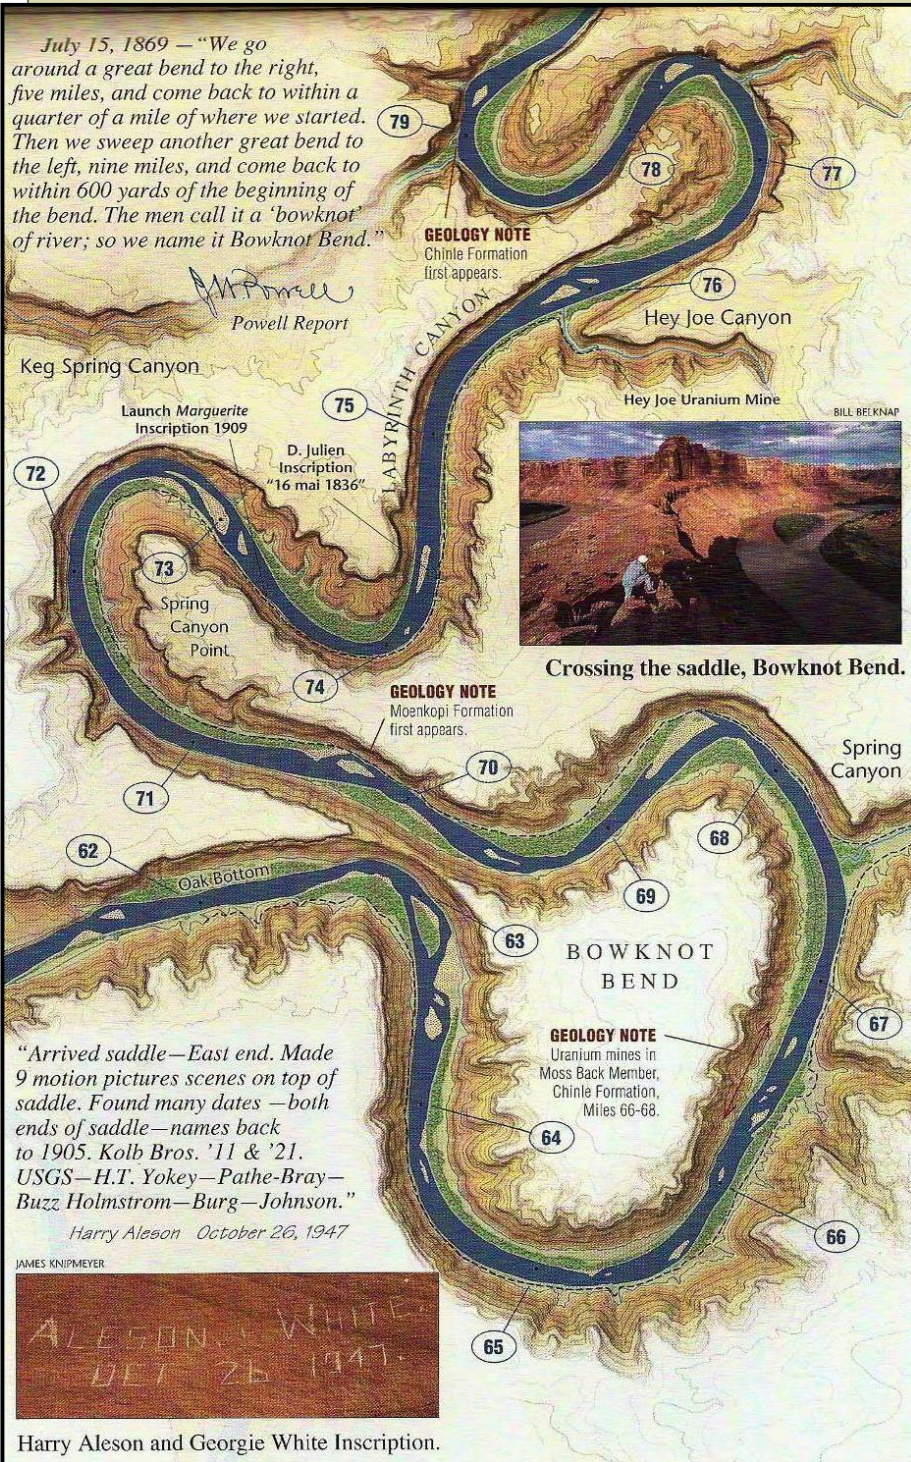 July 15, 1869 — "We go
around a great bend to the right,
five miles, and come back to within a
quarter of a mile of where we started.
Then we sweep another great bend to
the left, nine miles, and come back to
within 600 yards of the beginning of
the bend. The men call it a 'bowknot'
of river; so we name it Bowknot Bend."
J W Powell
Powell Report
79
78
77
GEOLOGY NOTE
Chinle Formation
first appears.
76
Hey Joe Canyon
LABYRINTH CANYON
Keg Spring Canyon
75
Hey Joe Uranium Mine
BILL BELKNAP
Launch Marguerite
Inscription 1909
D. Julien
Inscription
"16 mai 1836"
72
73
Spring
Canyon
Point
74
Crossing the saddle, Bowknot Bend.
GEOLOGY NOTE
Moenkopi Formation
first appears.
70
Spring
Canyon
71
68
62
Oak Bottom
69
63
BOWKNOT
BEND
67
GEOLOGY NOTE
Uranium mines in
Moss Back Member,
Chinle Formation,
Miles 66-68.
64
66
65
"Arrived saddle—East end. Made
9 motion pictures scenes on top of
saddle. Found many dates —both
ends of saddle—names back
to 1905. Kolb Bros. '11 & '21.
USGS—H.T. Yokey—Pathe-Bray—
Buzz Holmstrom—Burg—Johnson."
Harry Aleson October 26, 1947
JAMES KNIPMEYER
ALESON. WHITE.
OCT 26 1947.
Harry Aleson and Georgie White Inscription.